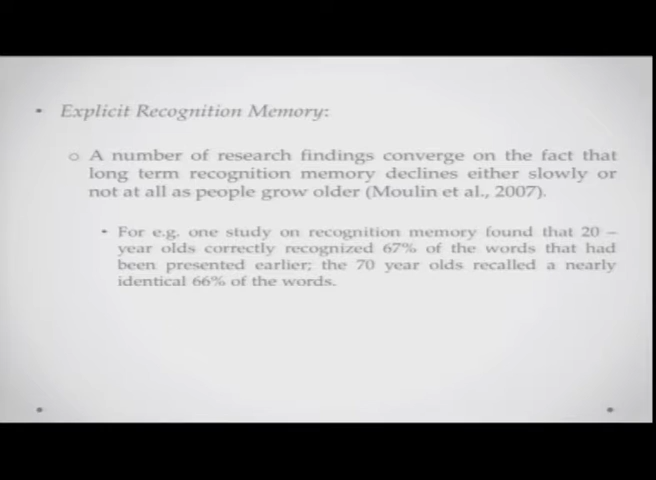 • Explicit Recognition Memory:
o A number of research findings converge on the fact that
long term recognition memory declines either slowly or
not at all as people grow older (Moulin et al., 2007).
• For e.g. one study on recognition memory found that 20 –
year olds correctly recognized 67% of the words that had
been presented earlier; the 70 year olds recalled a nearly
identical 66% of the words.